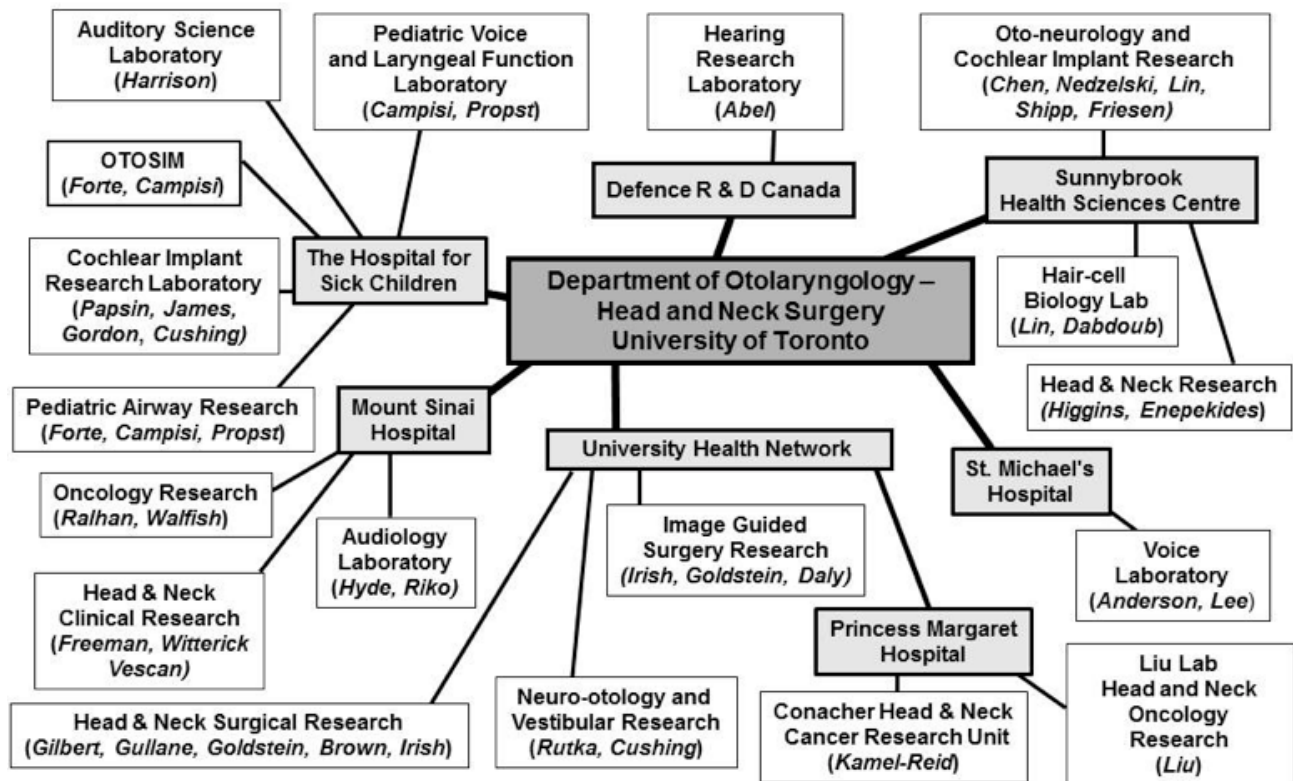 Auditory Science
Laboratory
(Harrison)
Pediatric Voice
and Laryngeal Function
Laboratory
(Campisi, Propst)
Hearing
Research
Laboratory
(Abel)
Oto-neurology and
Cochlear Implant Research
(Chen, Nedzelski, Lin,
Shipp, Friesen)
OTOSIM
(Forte, Campisi)
Defence R & D Canada
Sunnybrook
Health Sciences Centre
Cochlear Implant
Research Laboratory
(Papsin, James,
Gordon, Cushing)
The Hospital for
Sick Children
Department of Otolaryngology –
Head and Neck Surgery
University of Toronto
Hair-cell
Biology Lab
(Lin, Dabdoub)
Pediatric Airway Research
(Forte, Campisi, Propst)
Mount Sinai
Hospital
Head & Neck Research
(Higgins, Enepekides)
University Health Network
St. Michael's
Hospital
Oncology Research
(Ralhan, Walfish)
Audiology
Laboratory
(Hyde, Riko)
Image Guided
Surgery Research
(Irish, Goldstein, Daly)
Voice
Laboratory
(Anderson, Lee)
Head & Neck
Clinical Research
(Freeman, Witterick
Vescan)
Princess Margaret
Hospital
Head & Neck Surgical Research
(Gilbert, Gullane, Goldstein, Brown, Irish)
Neuro-otology and
Vestibular Research
(Rutka, Cushing)
Conacher Head & Neck
Cancer Research Unit
(Kamel-Reid)
Liu Lab
Head and Neck
Oncology
Research
(Liu)